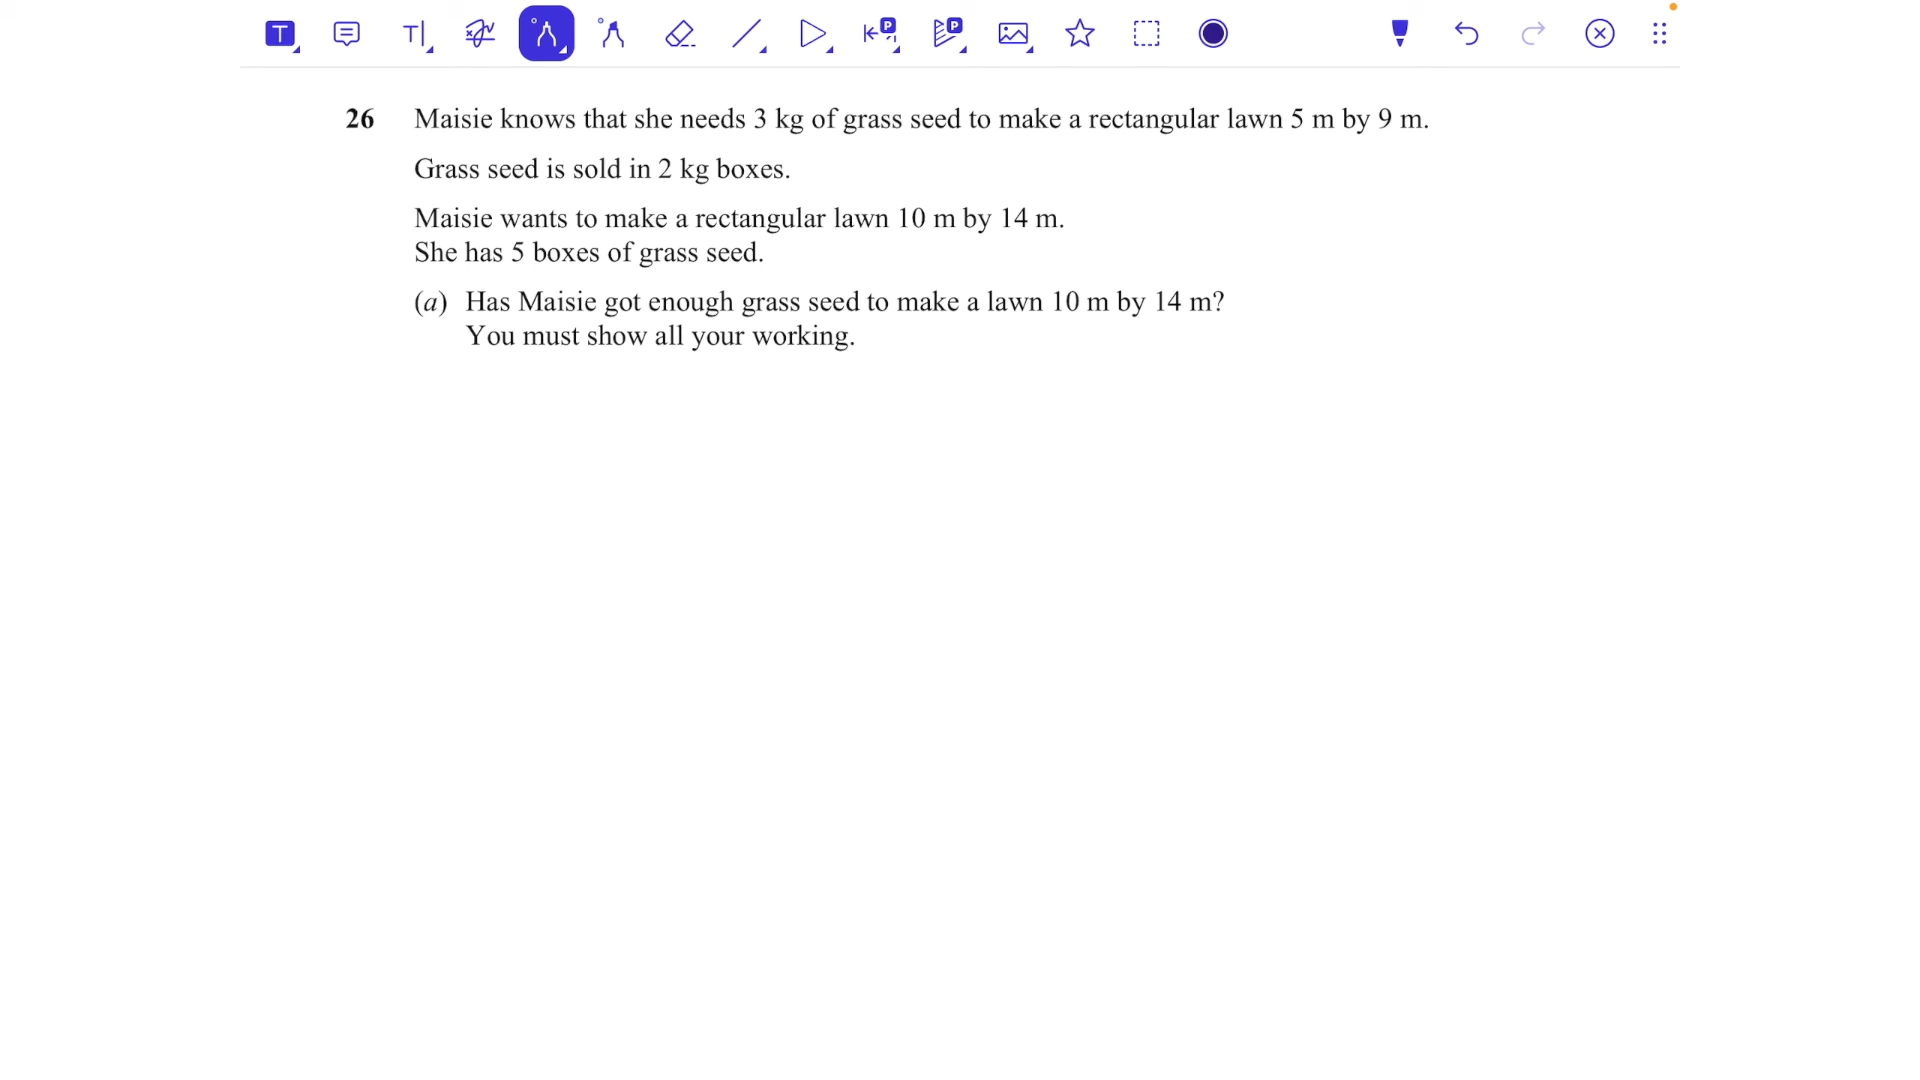 26 Maisie knows that she needs 3 kg of grass seed to make a rectangular lawn 5 m by 9 m.
Grass seed is sold in 2 kg boxes.
Maisie wants to make a rectangular lawn 10 m by 14 m.
She has 5 boxes of grass seed.
(a) Has Maisie got enough grass seed to make a lawn 10 m by 14 m?
You must show all your working.